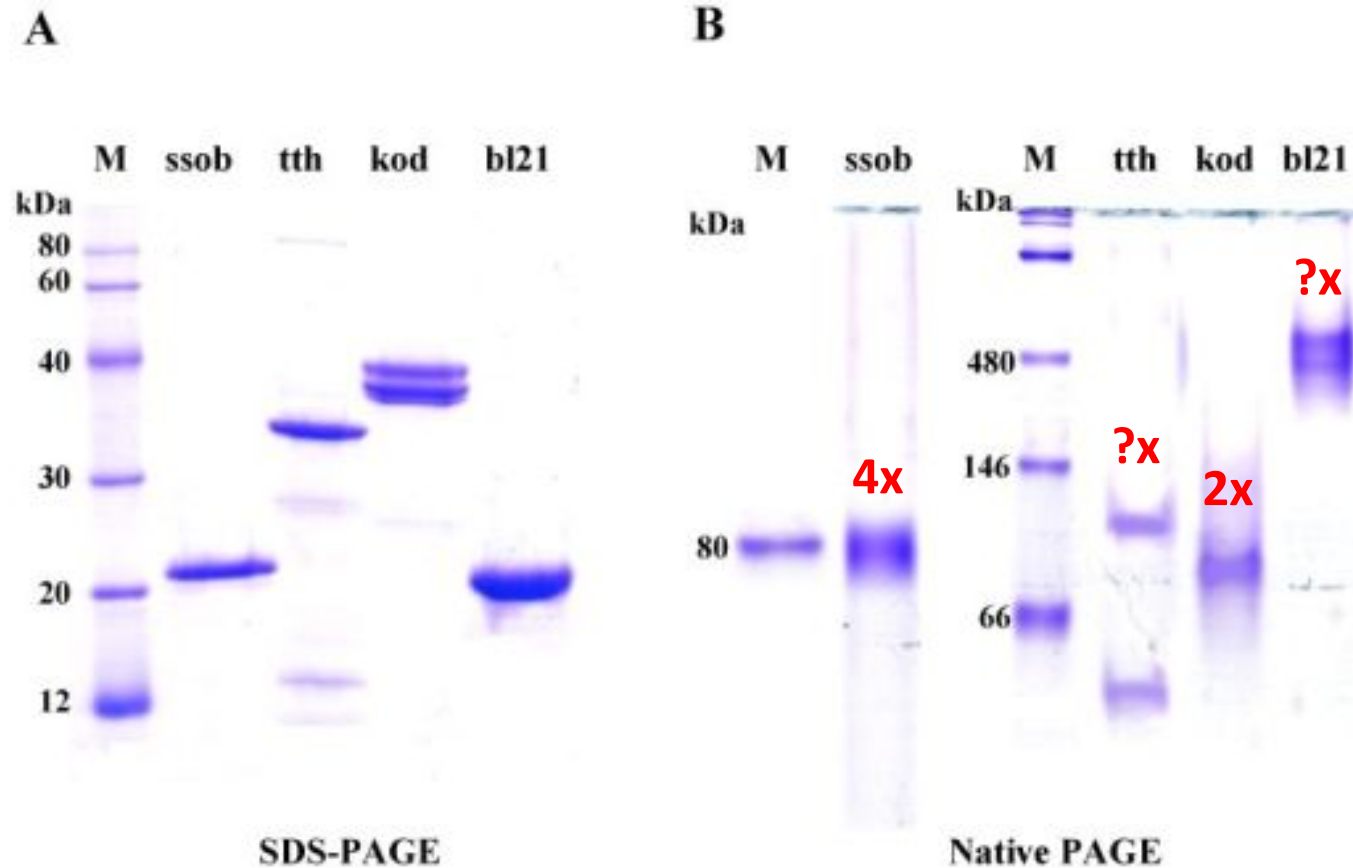 A
M ssob tth kod bl21
kDa
80
60
40
30
20
12
SDS-PAGE
B
M ssob M tth kod bl21
kDa
kDa
?x
480
?x
146
4x
2x
80
66
Native PAGE